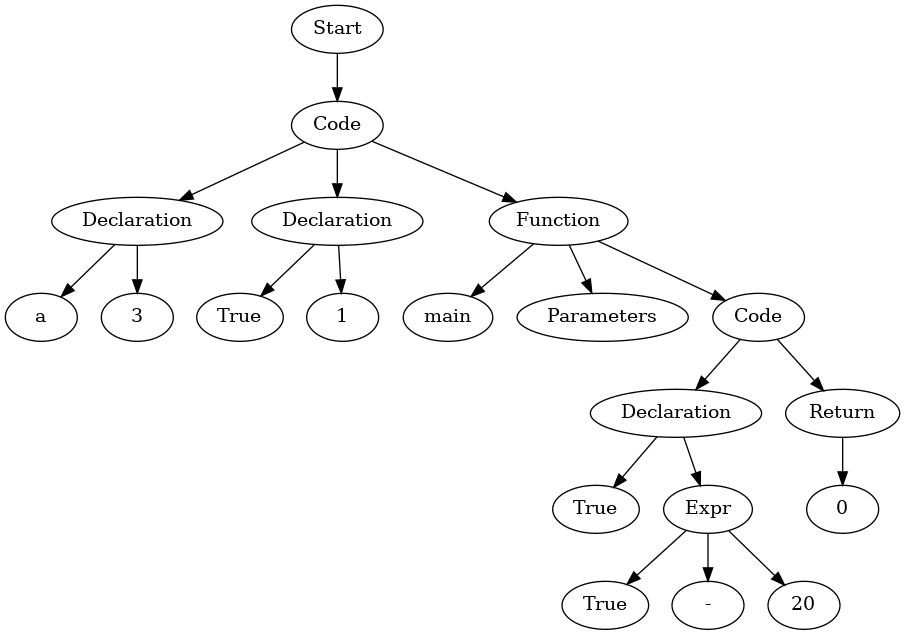 Start
Code
Declaration Declaration Function
a 3 True 1 main Parameters Code
Declaration Return
True Expr 0
True - 20